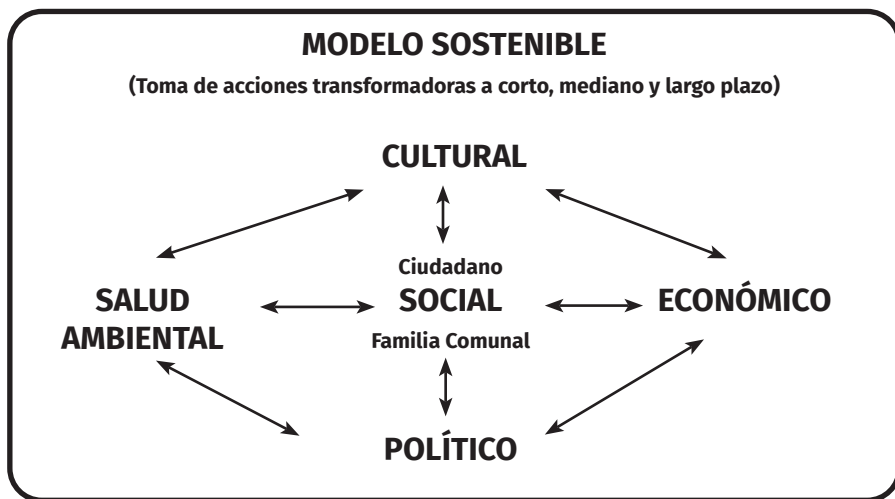 MODELO SOSTENIBLE
(Toma de acciones transformadoras a corto, mediano y largo plazo)
CULTURAL
Ciudadano
SALUD
AMBIENTAL
SOCIAL
ECONÓMICO
Familia Comunal
POLÍTICO